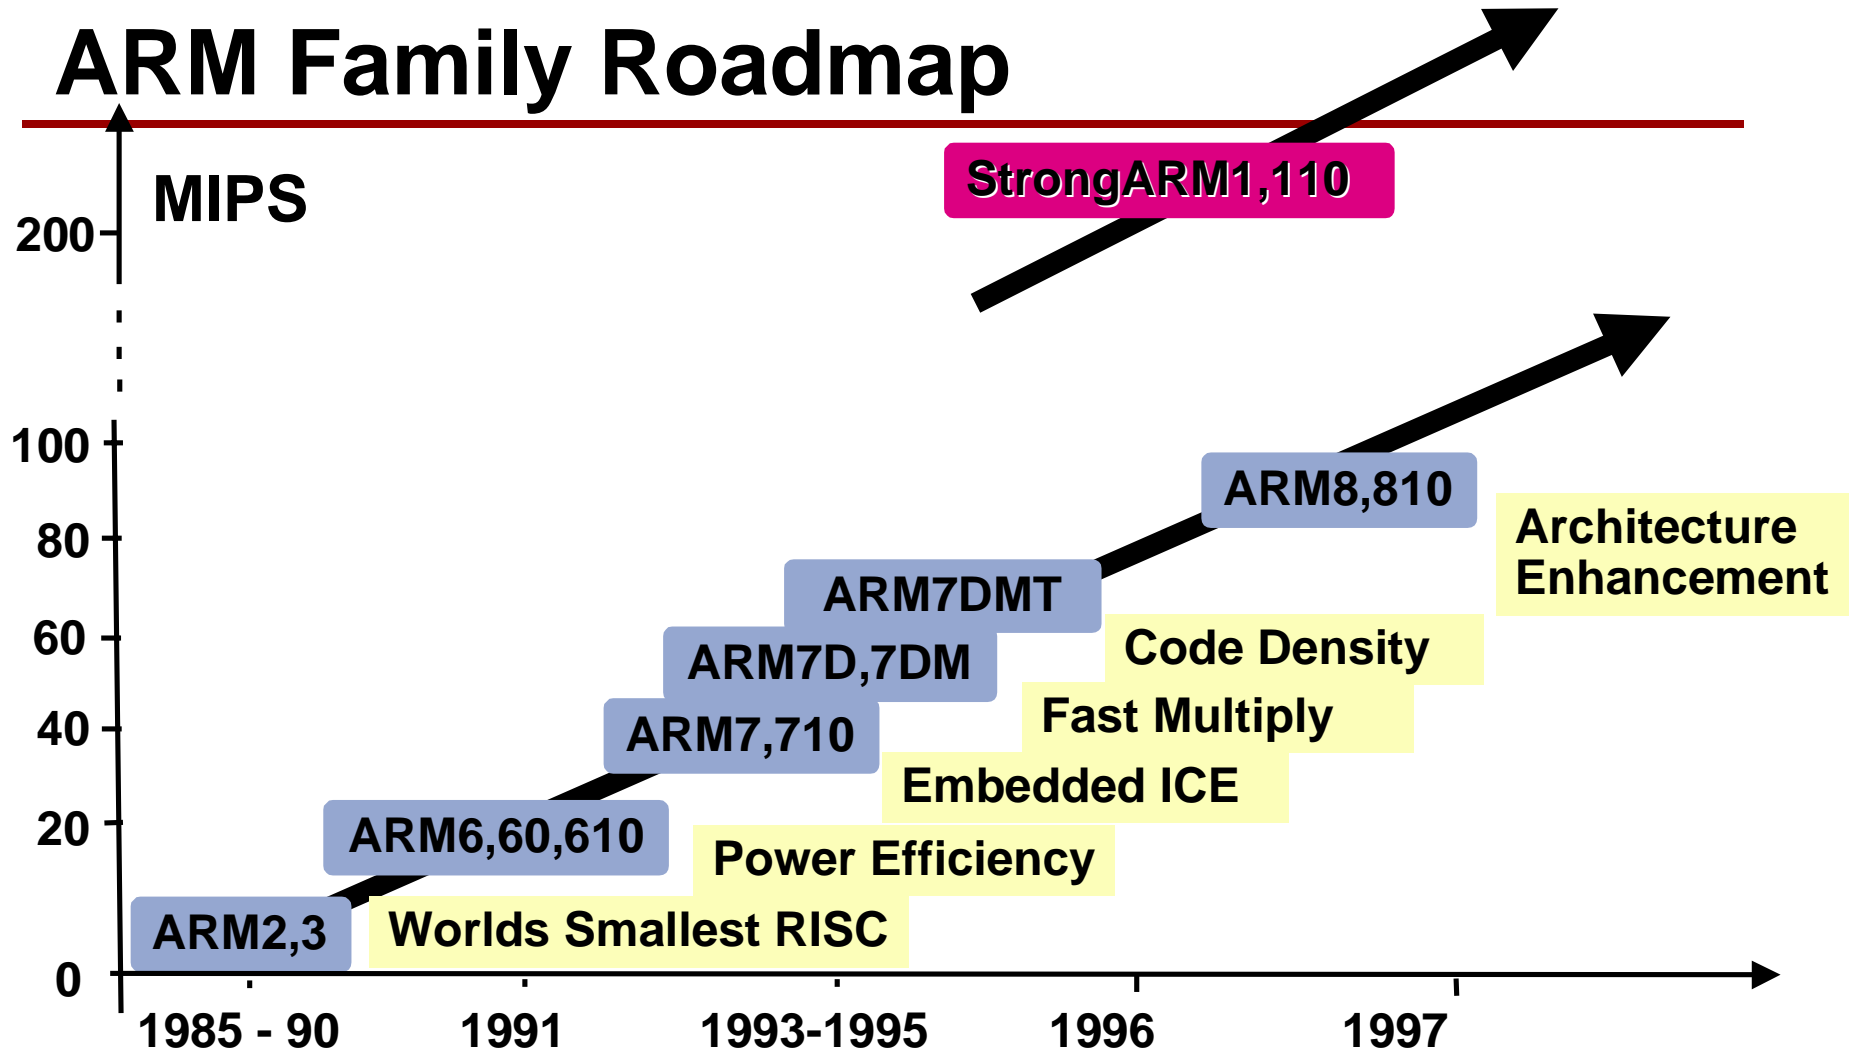 ARM Family Roadmap
MIPS
StrongARM1,110
200
100
ARM8,810
Architecture
Enhancement
80
ARM7DMT
60
Code Density
ARM7D,7DM
Fast Multiply
40
ARM7,710
Embedded ICE
20
ARM6,60,610
Power Efficiency
ARM2,3
Worlds Smallest RISC
0
1985 - 90
1991
1993-1995
1996
1997